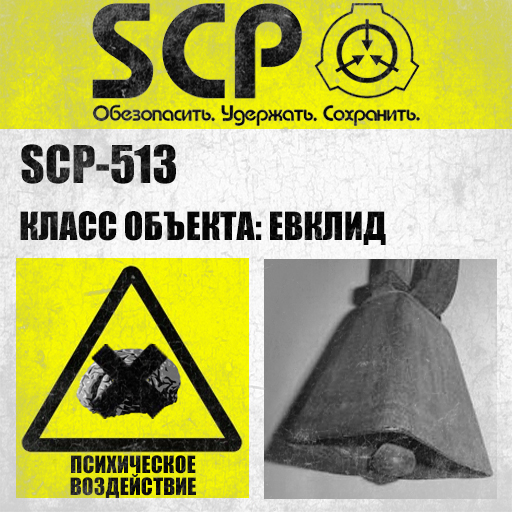 SCP
Обезопасить. Удержать. Сохранить.
SCP-513
КЛАСС ОБЪЕКТА: ЕВКЛИД
ПСИХИЧЕСКОЕ
ВОЗДЕЙСТВИЕ